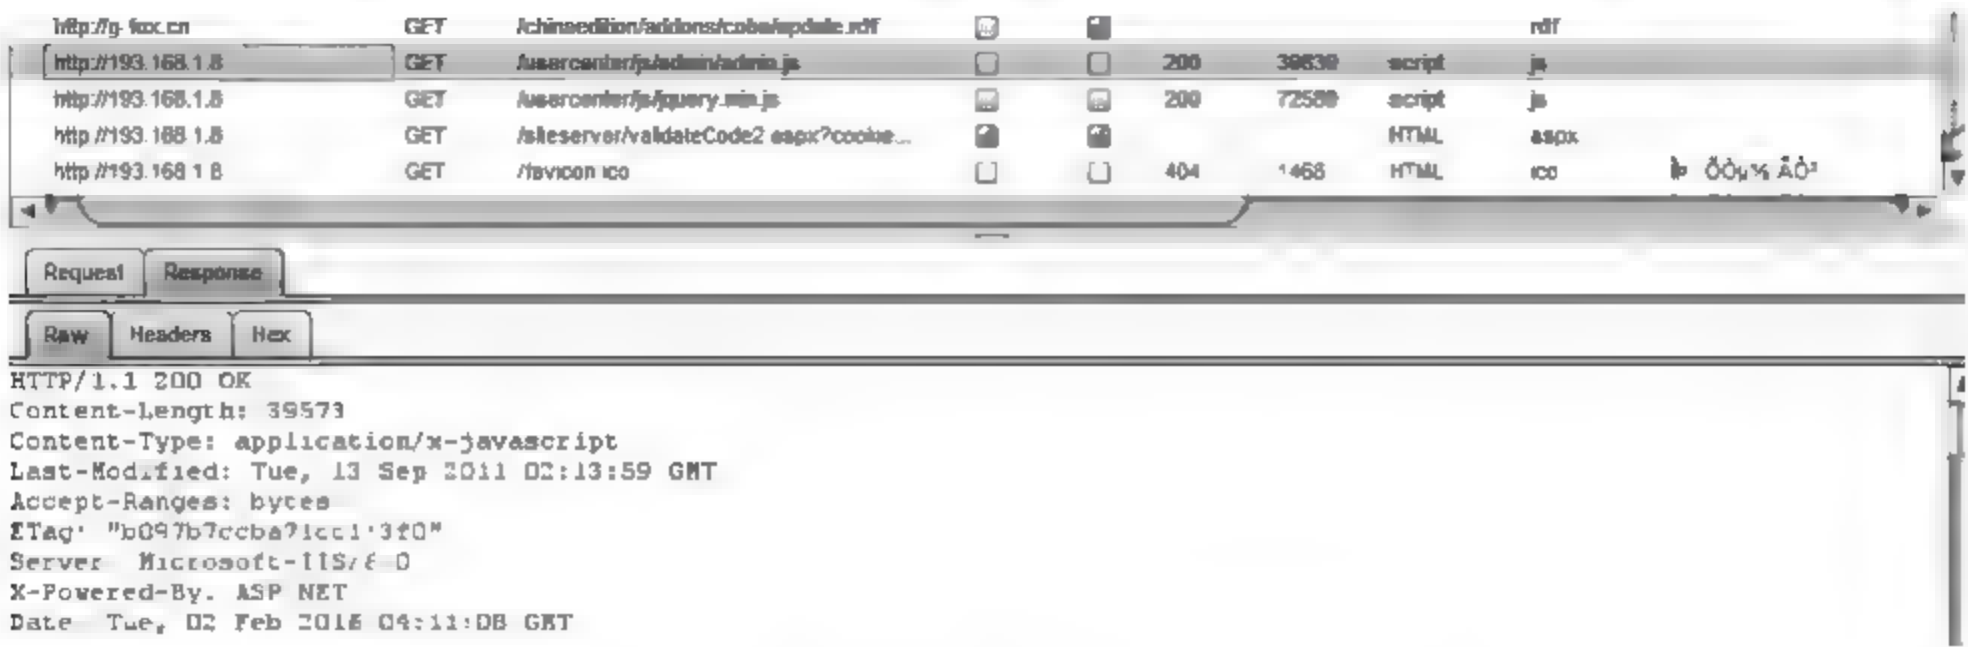 http://g-fox.cn GET /chinaedition/addons/coba/update.rdf rdf
http://193.168.1.8 GET /usercenter/js/admin/admin.js 200 39839 script js
http://193.168.1.8 GET /usercenter/js/jquery.min.js 200 72580 script js
http://193.168.1.8 GET /siteserver/validateCode2.aspx?cookie... HTML aspx
http://193.168.1.8 GET /favicon.ico 404 1468 HTML ico
Request Response
Raw Headers Hex
HTTP/1.1 200 OK
Content-Length: 39573
Content-Type: application/x-javascript
Last-Modified: Tue, 13 Sep 2011 02:13:59 GMT
Accept-Ranges: bytes
ETag:
Server: Microsoft-IIS/6.0
X-Powered-By: ASP.NET
Date: Tue, 02 Feb 2016 04:11:08 GMT